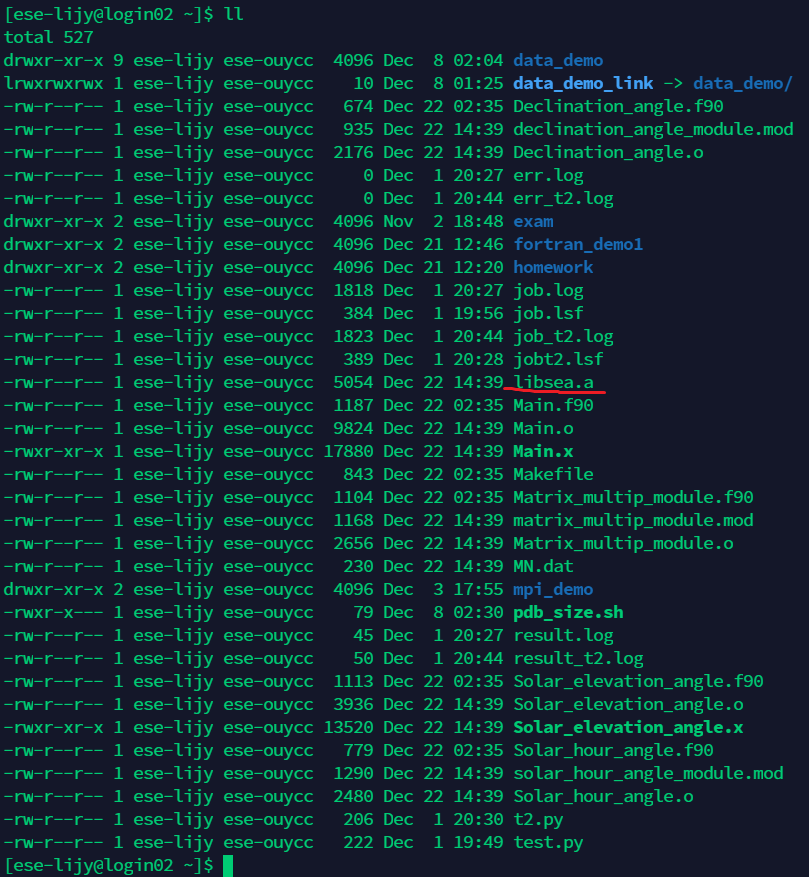 [ese-lijy@login02 ~]$ ll
total 527
drwxr-xr-x 9 ese-lijy ese-ouycc  4096 Dec  8 02:04 data_demo
lrwxrwxrwx 1 ese-lijy ese-ouycc    10 Dec  8 01:25 data_demo_link -> data_demo/
-rw-r--r-- 1 ese-lijy ese-ouycc   674 Dec 22 02:35 Declination_angle.f90
-rw-r--r-- 1 ese-lijy ese-ouycc   935 Dec 22 14:39 declination_angle_module.mod
-rw-r--r-- 1 ese-lijy ese-ouycc  2176 Dec 22 14:39 Declination_angle.o
-rw-r--r-- 1 ese-lijy ese-ouycc     0 Dec  1 20:27 err.log
-rw-r--r-- 1 ese-lijy ese-ouycc     0 Dec  1 20:44 err_t2.log
drwxr-xr-x 2 ese-lijy ese-ouycc  4096 Nov  2 18:48 exam
drwxr-xr-x 2 ese-lijy ese-ouycc  4096 Dec 21 12:46 fortran_demo1
drwxr-xr-x 2 ese-lijy ese-ouycc  4096 Dec 21 12:20 homework
-rw-r--r-- 1 ese-lijy ese-ouycc  1818 Dec  1 20:27 job.log
-rw-r--r-- 1 ese-lijy ese-ouycc   384 Dec  1 19:56 job.lsf
-rw-r--r-- 1 ese-lijy ese-ouycc  1823 Dec  1 20:44 job_t2.log
-rw-r--r-- 1 ese-lijy ese-ouycc   389 Dec  1 20:28 jobt2.lsf
-rw-r--r-- 1 ese-lijy ese-ouycc  5054 Dec 22 14:39 libsea.a
-rw-r--r-- 1 ese-lijy ese-ouycc  1187 Dec 22 02:35 Main.f90
-rw-r--r-- 1 ese-lijy ese-ouycc  9824 Dec 22 14:39 Main.o
-rwxr-xr-x 1 ese-lijy ese-ouycc 17880 Dec 22 14:39 Main.x
-rw-r--r-- 1 ese-lijy ese-ouycc   843 Dec 22 02:35 Makefile
-rw-r--r-- 1 ese-lijy ese-ouycc  1104 Dec 22 02:35 Matrix_multip_module.f90
-rw-r--r-- 1 ese-lijy ese-ouycc  1168 Dec 22 14:39 matrix_multip_module.mod
-rw-r--r-- 1 ese-lijy ese-ouycc  2656 Dec 22 14:39 Matrix_multip_module.o
-rw-r--r-- 1 ese-lijy ese-ouycc   230 Dec 22 14:39 MN.dat
drwxr-xr-x 2 ese-lijy ese-ouycc  4096 Dec  3 17:55 mpi_demo
-rwxr-x--- 1 ese-lijy ese-ouycc    79 Dec  8 02:30 pdb_size.sh
-rw-r--r-- 1 ese-lijy ese-ouycc    45 Dec  1 20:27 result.log
-rw-r--r-- 1 ese-lijy ese-ouycc    50 Dec  1 20:44 result_t2.log
-rw-r--r-- 1 ese-lijy ese-ouycc  1113 Dec 22 02:35 Solar_elevation_angle.f90
-rw-r--r-- 1 ese-lijy ese-ouycc  3936 Dec 22 14:39 Solar_elevation_angle.o
-rwxr-xr-x 1 ese-lijy ese-ouycc 13520 Dec 22 14:39 Solar_elevation_angle.x
-rw-r--r-- 1 ese-lijy ese-ouycc   779 Dec 22 02:35 Solar_hour_angle.f90
-rw-r--r-- 1 ese-lijy ese-ouycc  1290 Dec 22 14:39 solar_hour_angle_module.mod
-rw-r--r-- 1 ese-lijy ese-ouycc  2480 Dec 22 14:39 Solar_hour_angle.o
-rw-r--r-- 1 ese-lijy ese-ouycc   206 Dec  1 20:30 t2.py
-rw-r--r-- 1 ese-lijy ese-ouycc   222 Dec  1 19:49 test.py
[ese-lijy@login02 ~]$